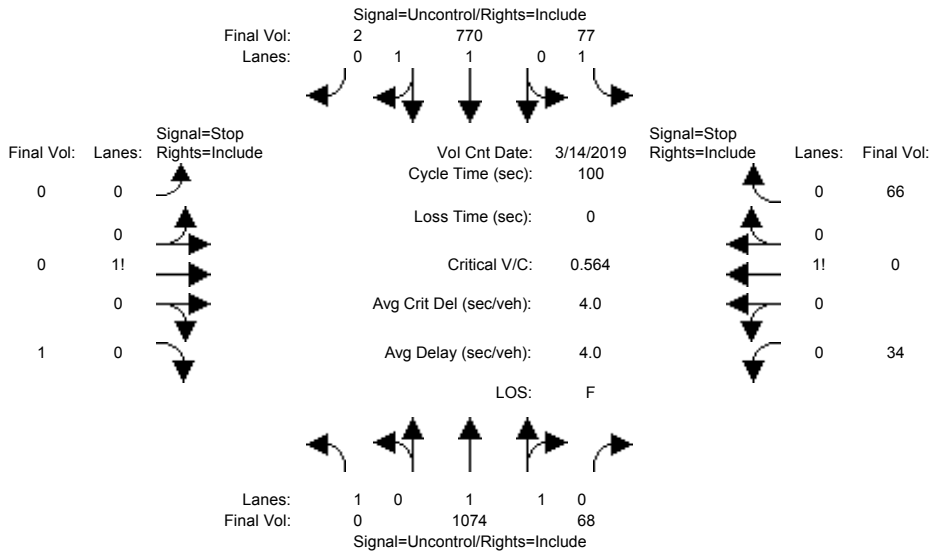 Signal=Uncontrol/Rights=Include
Final Vol: 2 770 77
Lanes: 0 1 1 0 1
Signal=Stop Signal=Stop
Final Vol: Lanes: Rights=Include Vol Cnt Date: 3/14/2019 Rights=Include Lanes: Final Vol:
Cycle Time (sec): 100
0 0 0 66
Loss Time (sec): 0
0 0
0 1! Critical V/C: 0.564 1! 0
0 Avg Crit Del (sec/veh): 4.0 0
1 0 Avg Delay (sec/veh): 4.0 0 34
LOS: F
Lanes: 1 0 1 1 0
Final Vol: 0 1074 68
Signal=Uncontrol/Rights=Include